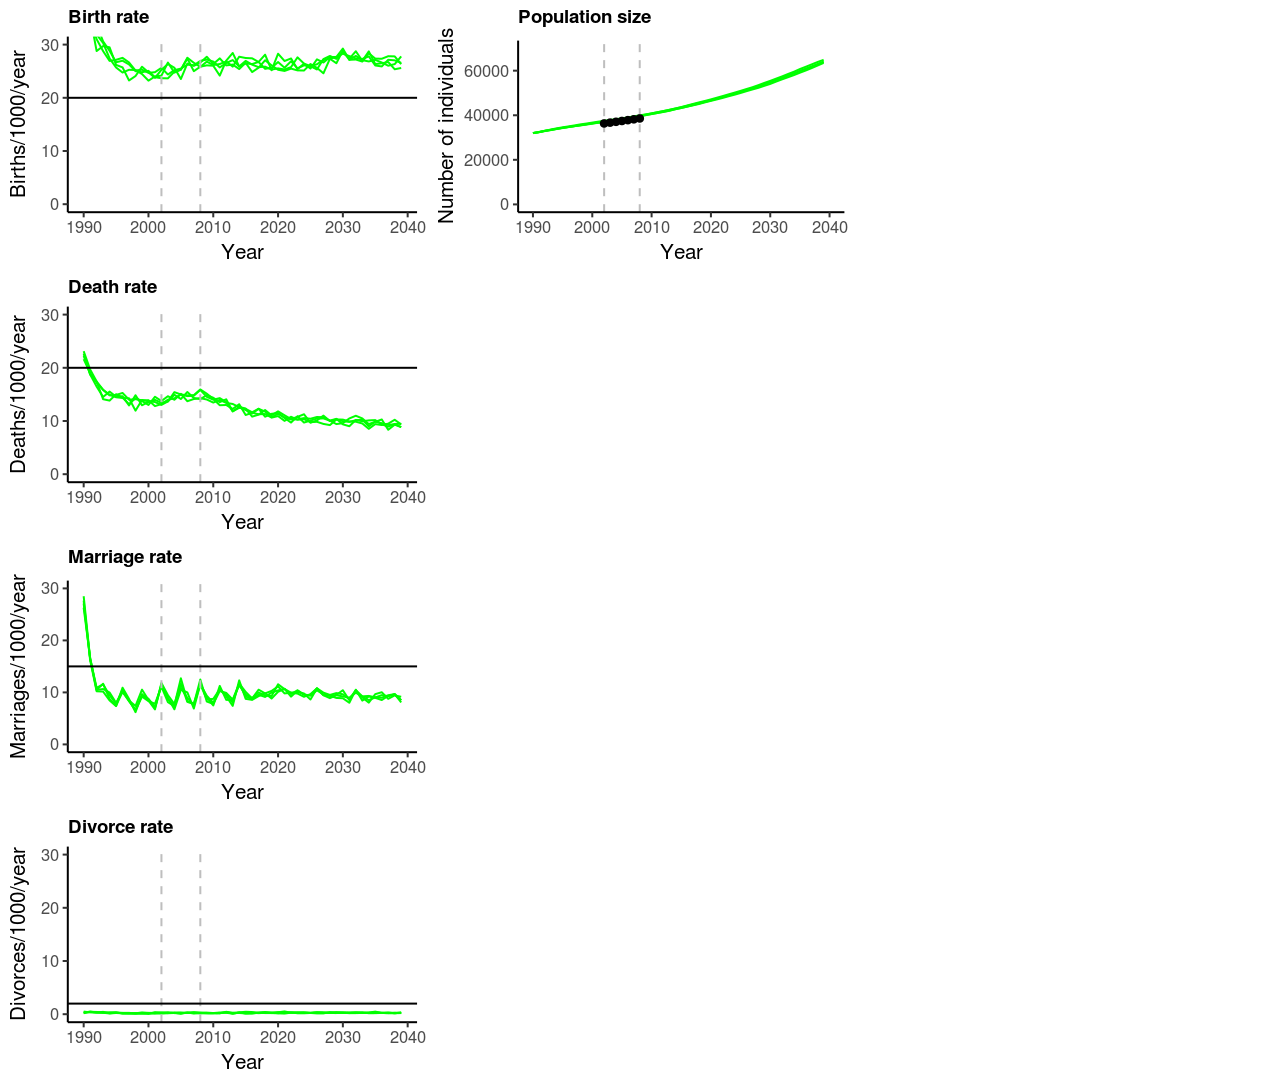 Birth rate
Births/1000/year
30
20
10
0
1990 2000 2010 2020 2030 2040
Year
Population size
Number of individuals
60000
40000
20000
0
1990 2000 2010 2020 2030 2040
Year
Death rate
Deaths/1000/year
30
20
10
0
1990 2000 2010 2020 2030 2040
Year
Marriage rate
Marriages/1000/year
30
20
10
0
1990 2000 2010 2020 2030 2040
Year
Divorce rate
Divorces/1000/year
30
20
10
0
1990 2000 2010 2020 2030 2040
Year